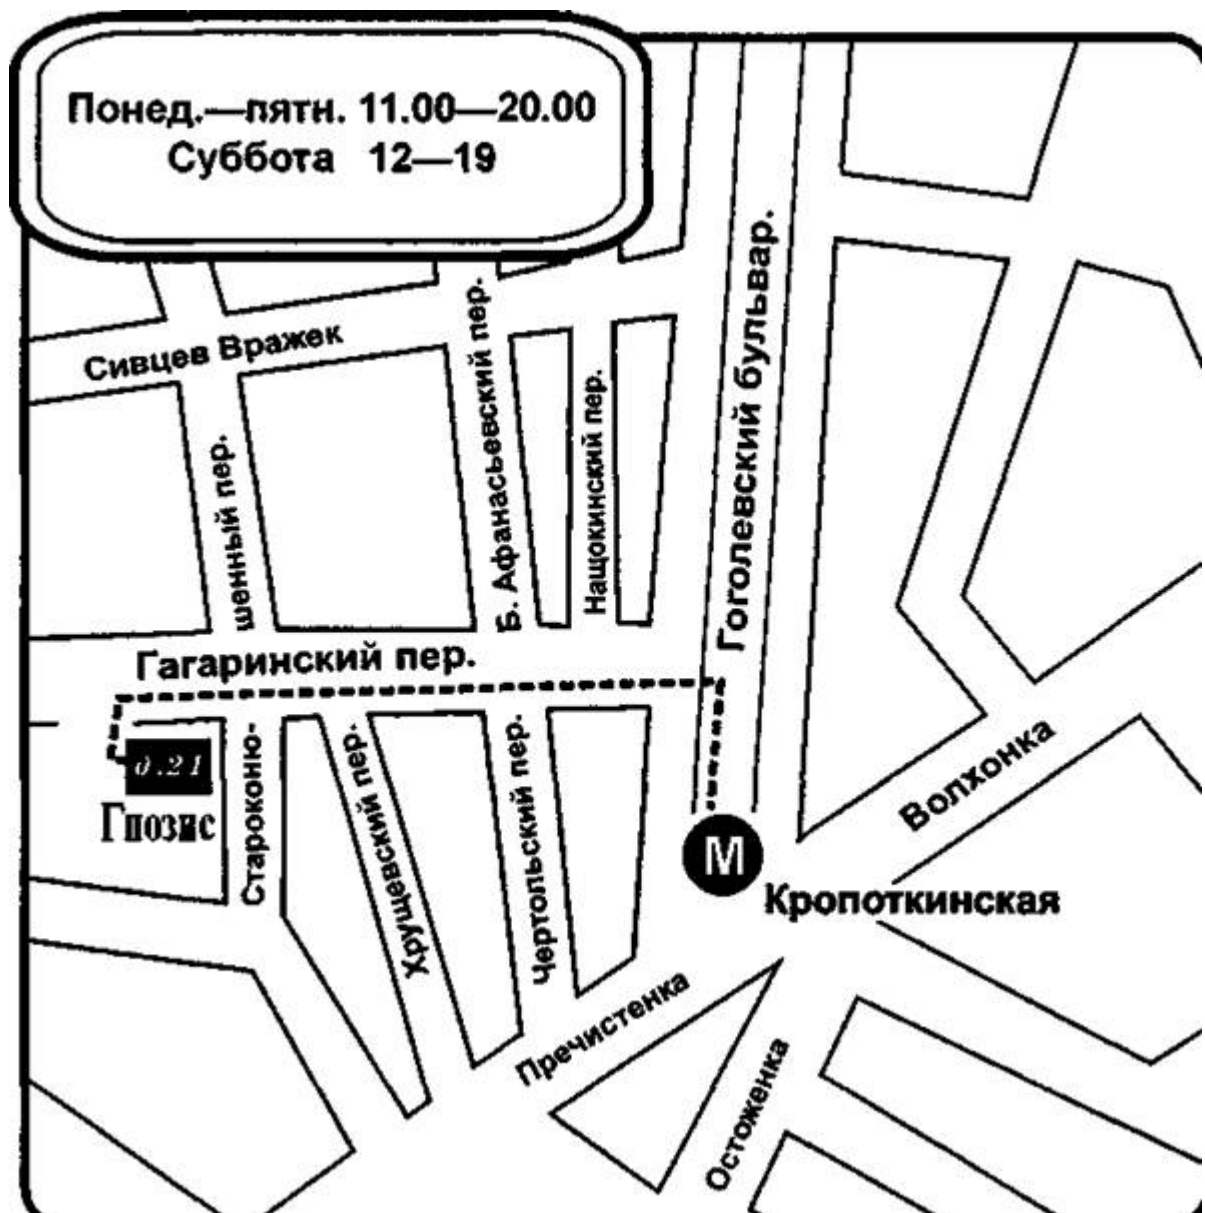 Понед.—пятн. 11.00—20.00
Суббота 12—19
Сивцев Вражек
шенный пер.
Б. Афанасьевский пер.
Нащокинский пер.
Гоголевский бульвар.
Гагаринский пер.
д.21
Гнозис
Староконю-
Хрущевский пер.
Чертольский пер.
М
Кропоткинская
Волхонка
Пречистенка
Остоженка